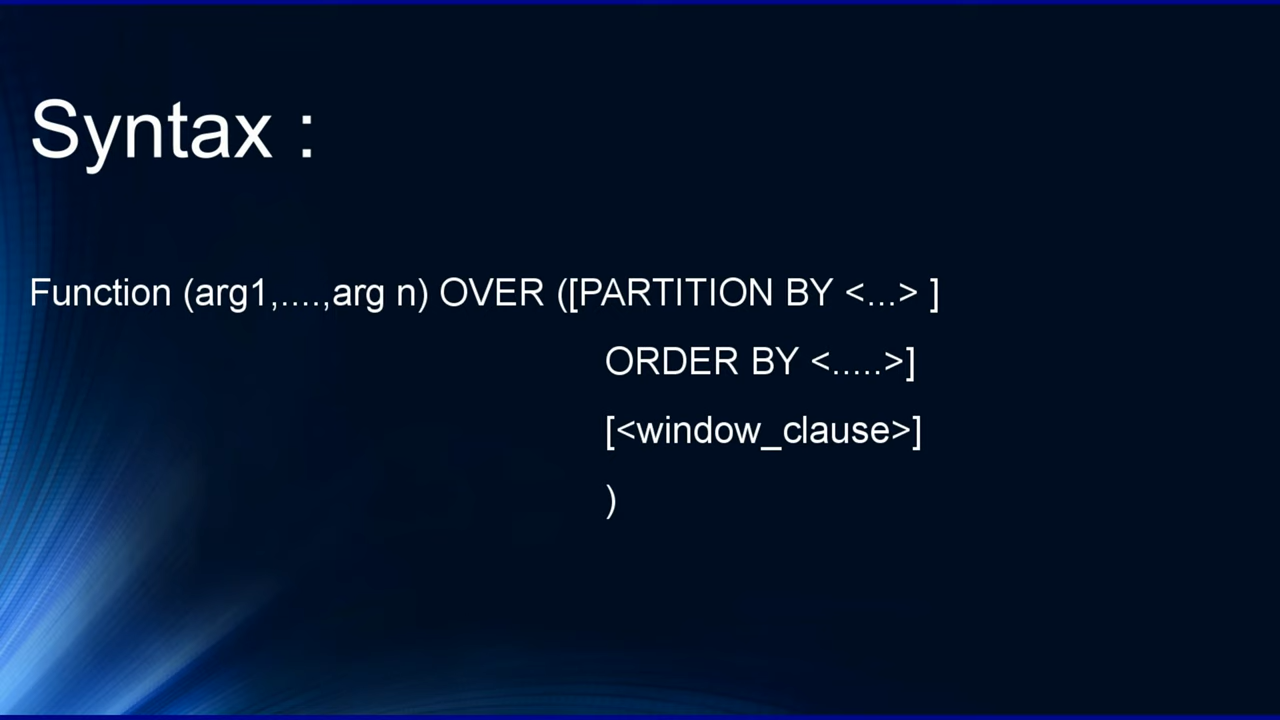 Syntax :
Function (arg1,....,arg n) OVER ([PARTITION BY <...> ]
ORDER BY <.....>]
[<window_clause>]
)